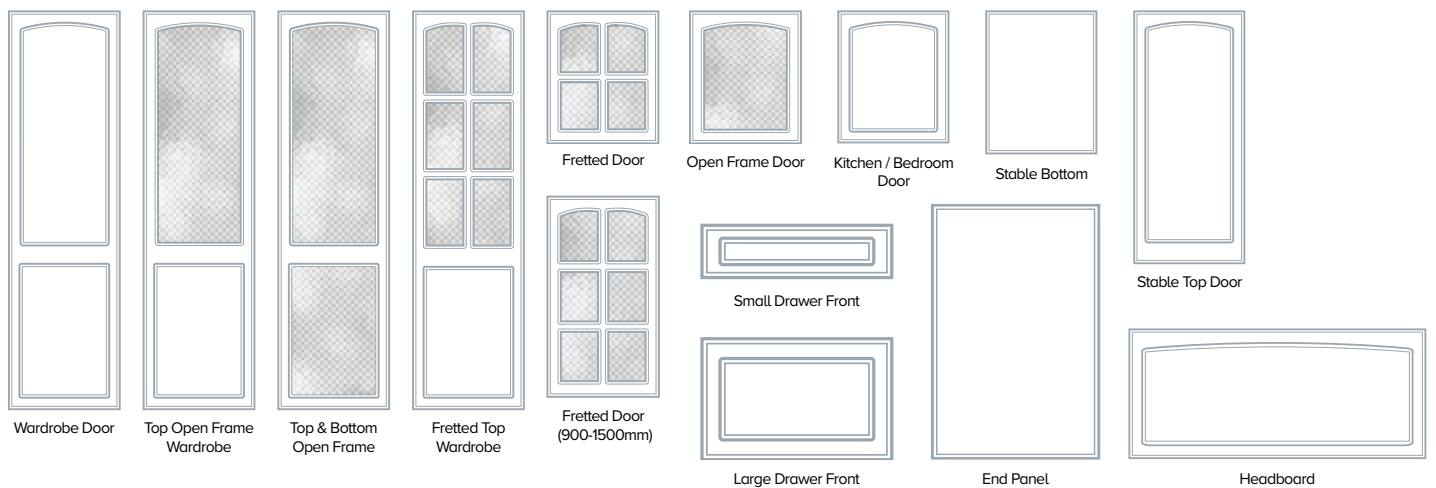 Wardrobe Door
Top Open Frame
Wardrobe
Top & Bottom
Open Frame
Fretted Top
Wardrobe
Fretted Door
Fretted Door
(900-1500mm)
Open Frame Door
Kitchen / Bedroom
Door
Stable Bottom
Small Drawer Front
Large Drawer Front
End Panel
Stable Top Door
Headboard